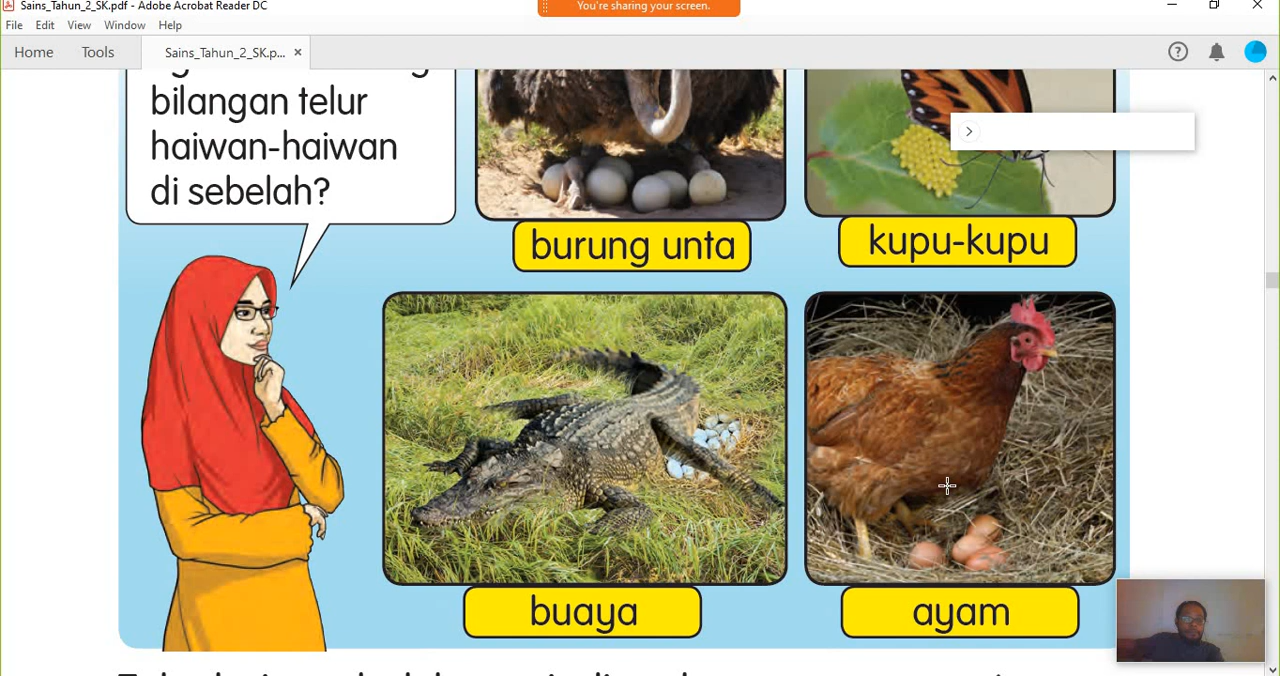 Sains_Tahun_2_SK.pdf - Adobe Acrobat Reader DC
You're sharing your screen.
File Edit View Window Help
Home Tools Sains_Tahun_2_SK.p... ×
bilangan telur
haiwan-haiwan
di sebelah?
burung unta
kupu-kupu
buaya
ayam